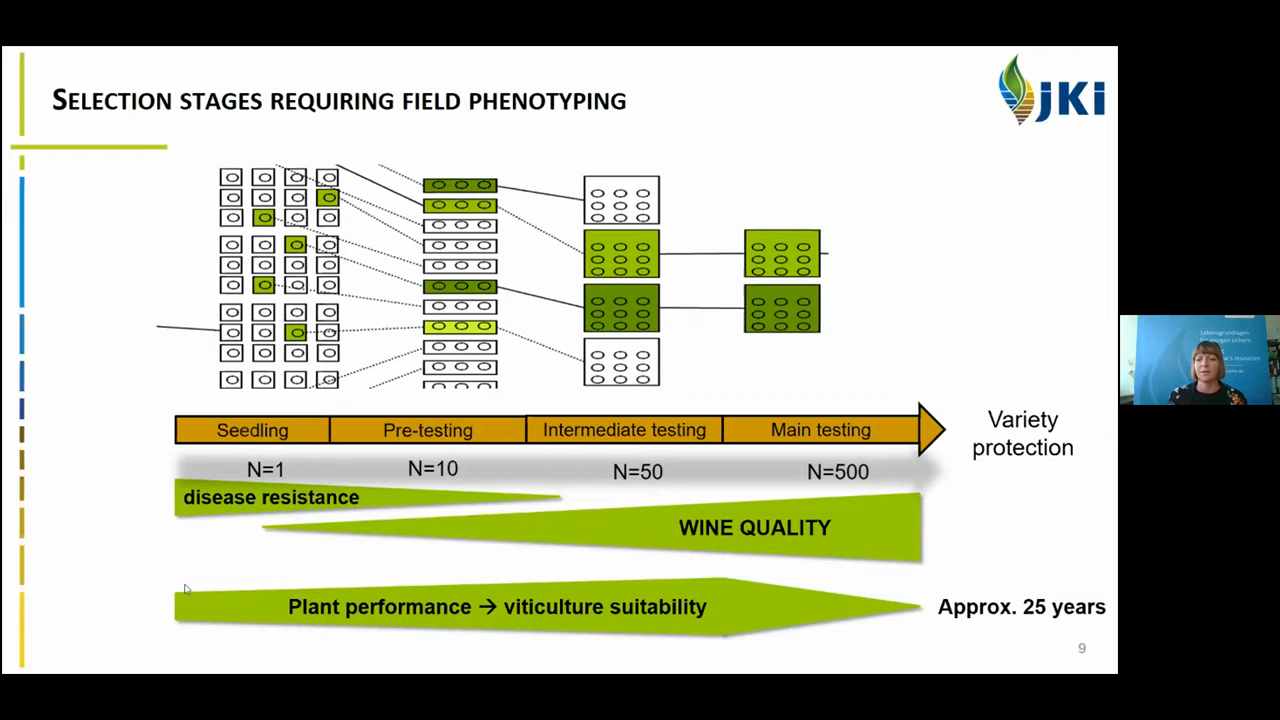 SELECTION STAGES REQUIRING FIELD PHENOTYPING
JKi
Seedling
Pre-testing
Intermediate testing
Main testing
Variety
protection
N=1
N=10
N=50
N=500
disease resistance
WINE QUALITY
Plant performance → viticulture suitability
Approx. 25 years
9
Lebensgrundlagen